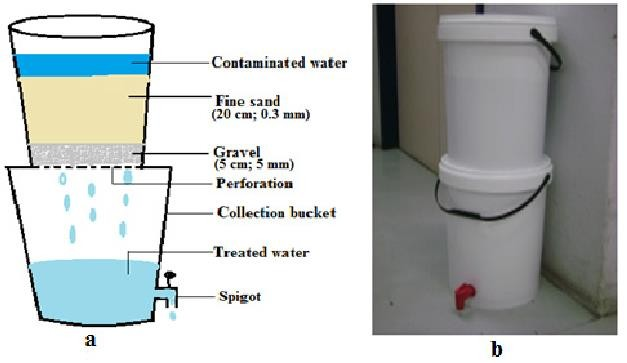 Contaminated water
Fine sand
(20 cm; 0.3 mm)
Gravel
(5 cm; 5 mm)
Perforation
Collection bucket
Treated water
Spigot
a
b